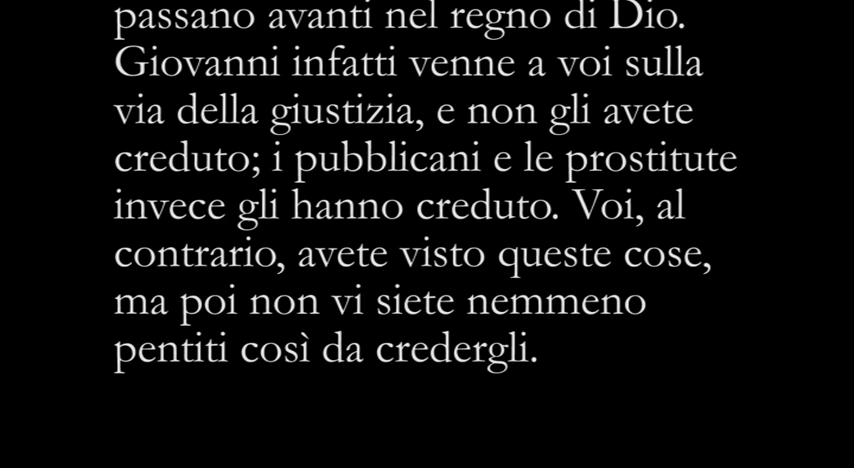 passano avanti nel regno di Dio.
Giovanni infatti venne a voi sulla
via della giustizia, e non gli avete
creduto; i pubblicani e le prostitute
invece gli hanno creduto. Voi, al
contrario, avete visto queste cose,
ma poi non vi siete nemmeno
pentiti così da credergli.